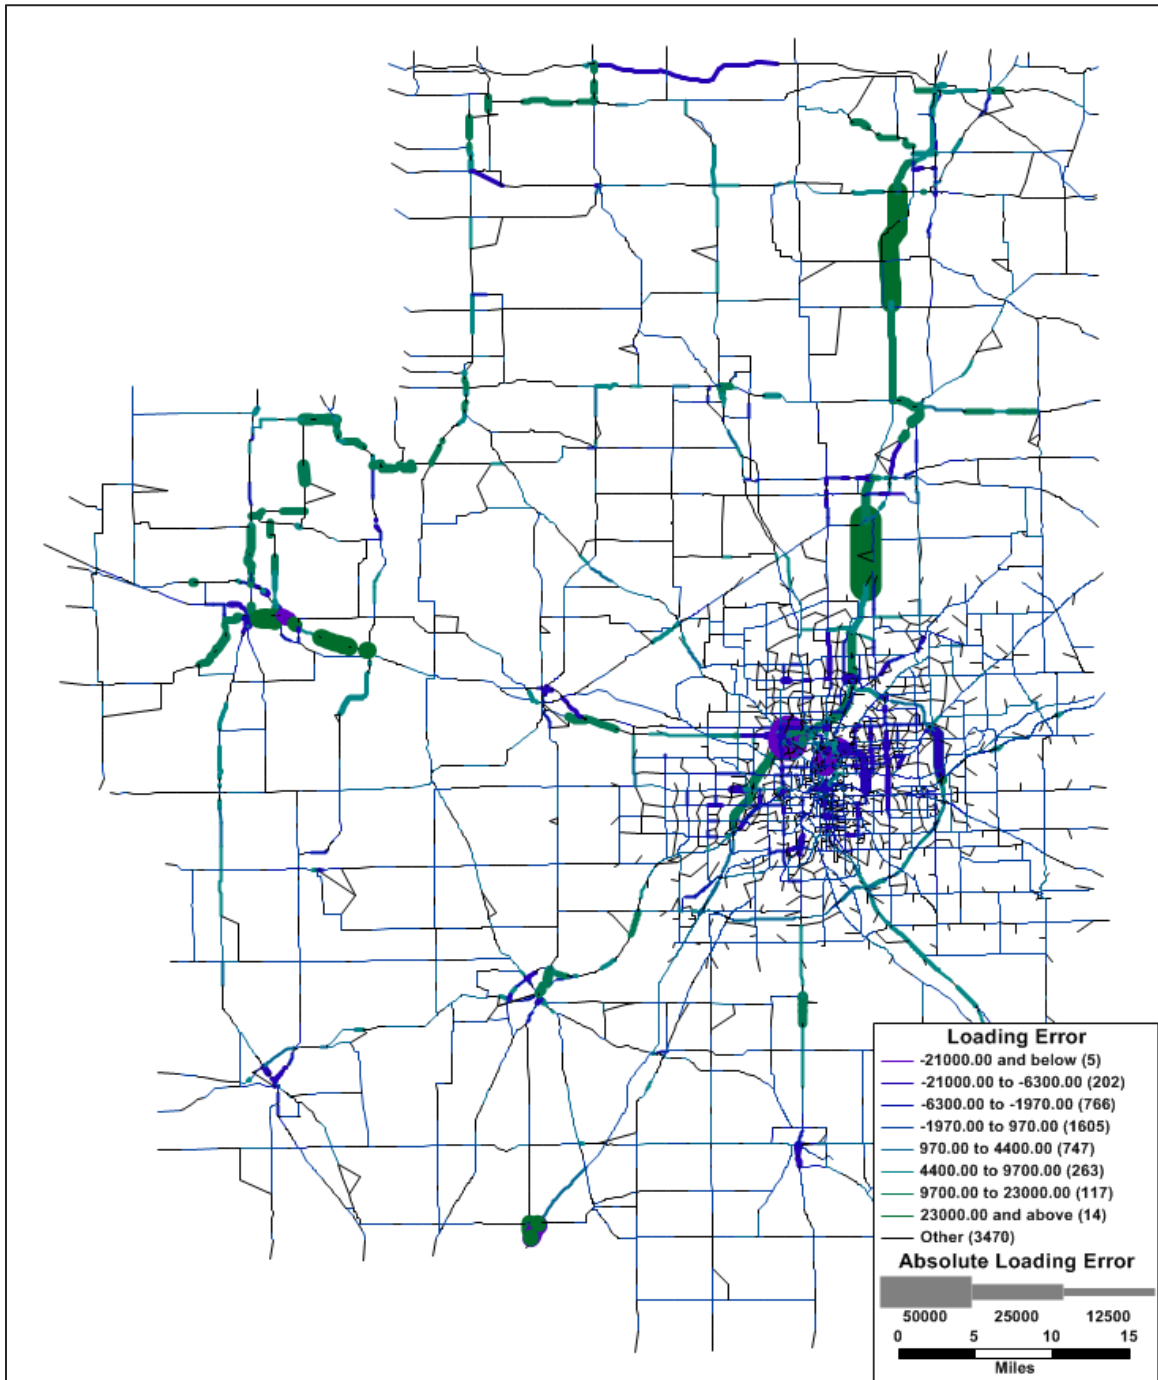 Loading Error
-21000.00 and below (5)
-21000.00 to -6300.00 (202)
-6300.00 to -1970.00 (766)
-1970.00 to 970.00 (1605)
970.00 to 4400.00 (747)
4400.00 to 9700.00 (263)
9700.00 to 23000.00 (117)
23000.00 and above (14)
Other (3470)
Absolute Loading Error
50000 25000 12500
0 5 10 15
Miles